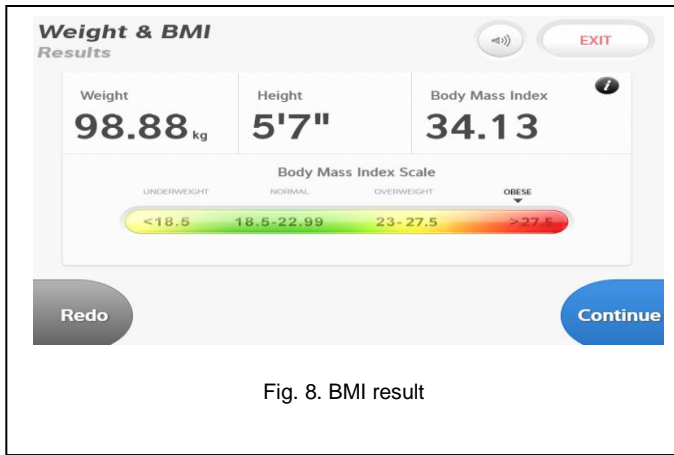 Weight & BMI
Results
EXIT
Weight
Height
Body Mass Index
i
98.88 kg
5'7"
34.13
Body Mass Index Scale
UNDERWEIGHT NORMAL OVERWEIGHT OBESE
<18.5 18.5-22.99 23-27.5 >27.5
Redo
Continue
Fig. 8. BMI result